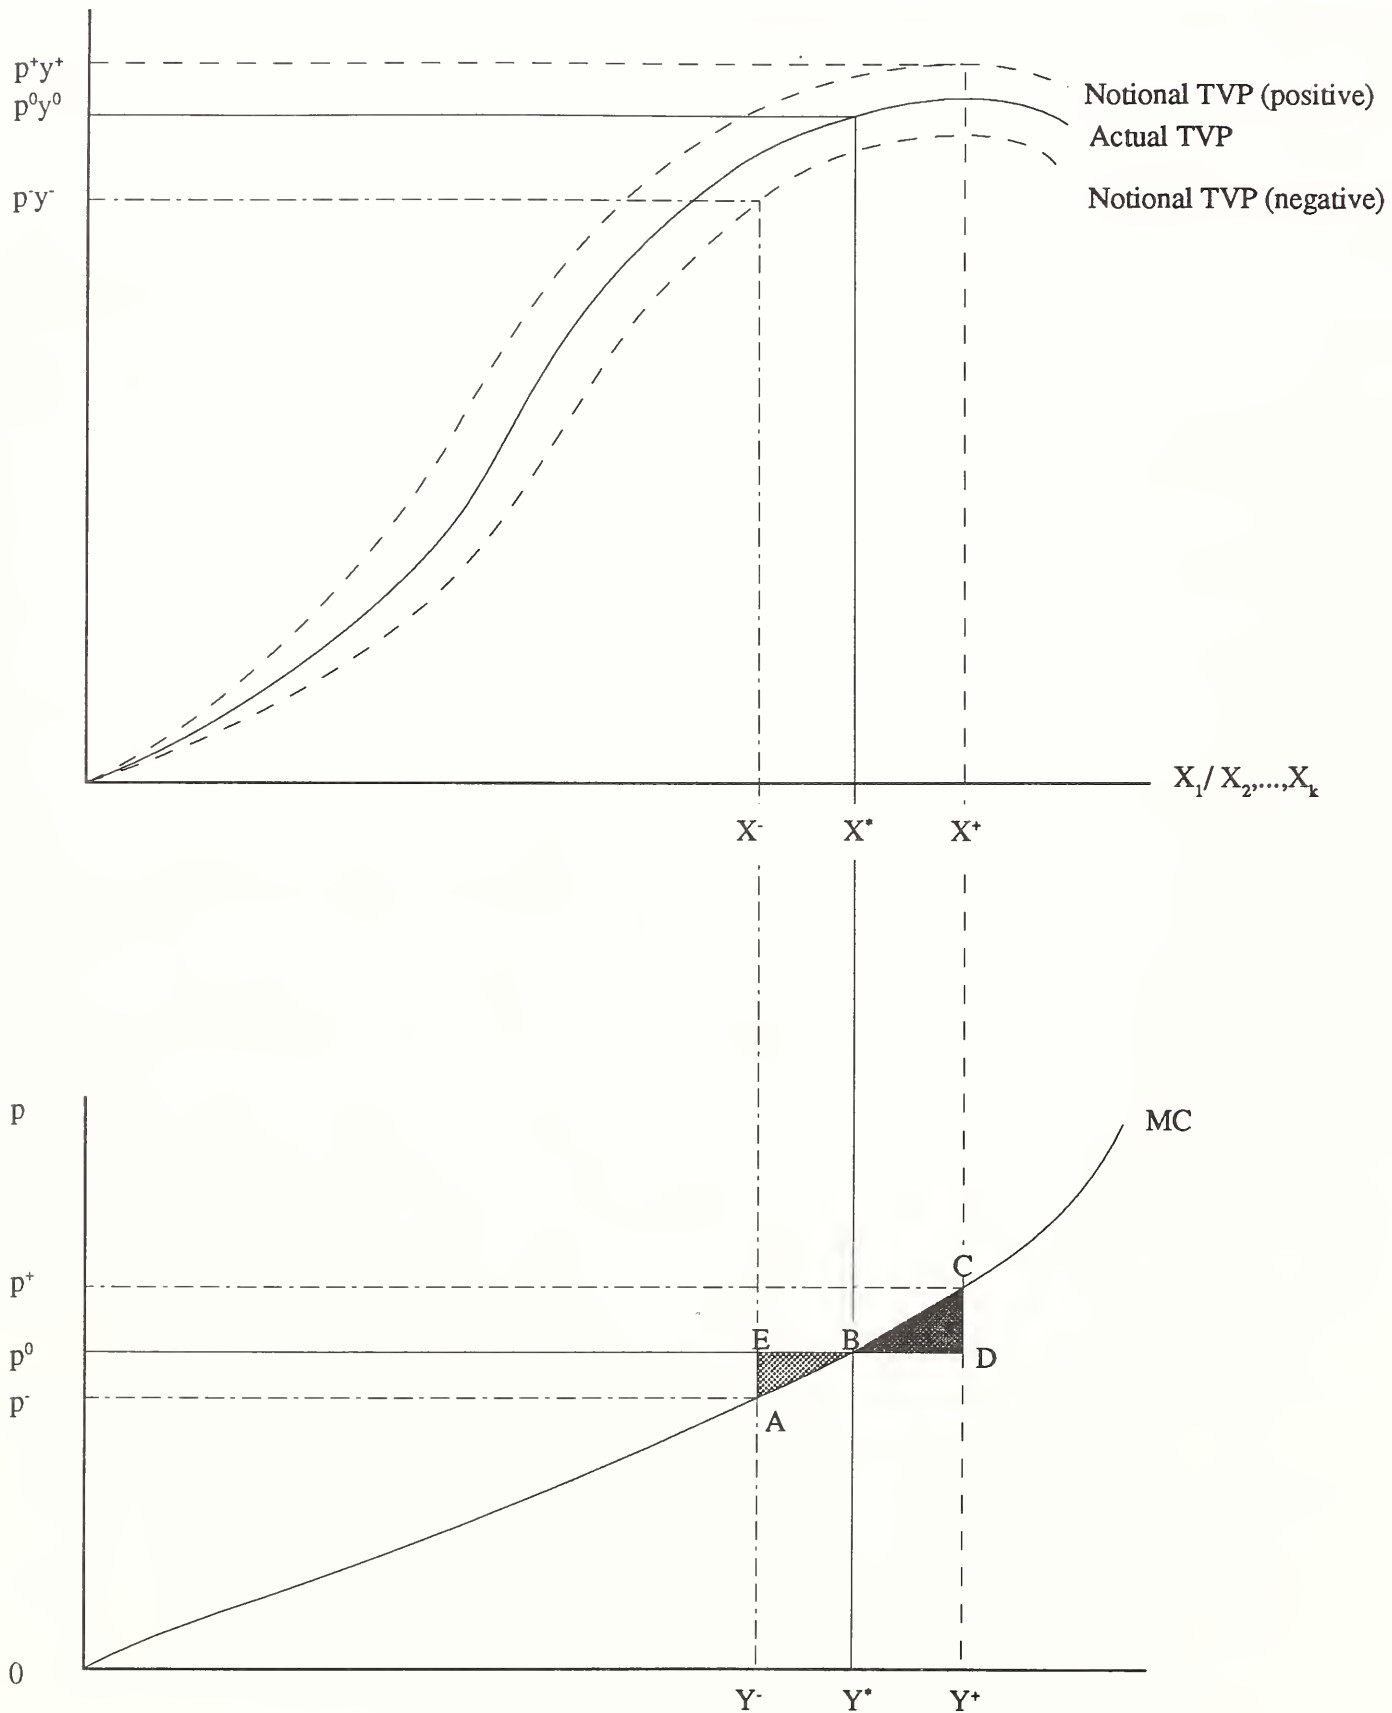 p⁺y⁺
Notional TVP (positive)
p⁰y⁰
Actual TVP
p⁻y⁻
Notional TVP (negative)
X₁/ X₂,...,Xₖ
X⁻ X* X⁺
p
MC
p⁺
C
E B
p⁰
D
p⁻
A
0
Y⁻ Y* Y⁺